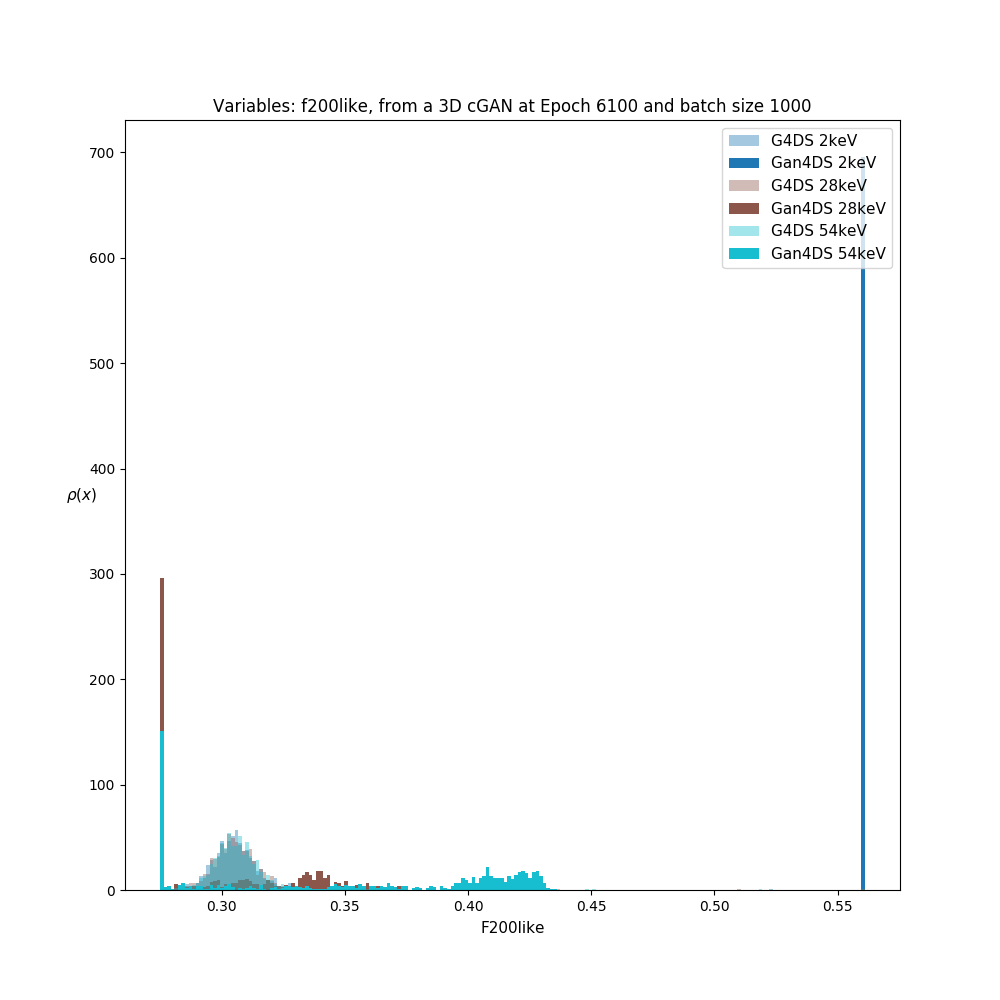 Variables: f200like, from a 3D cGAN at Epoch 6100 and batch size 1000
G4DS 2keV
Gan4DS 2keV
G4DS 28keV
Gan4DS 28keV
G4DS 54keV
Gan4DS 54keV
700
600
500
400
ρ(x)
300
200
100
0
0.30 0.35 0.40 0.45 0.50 0.55
F200like